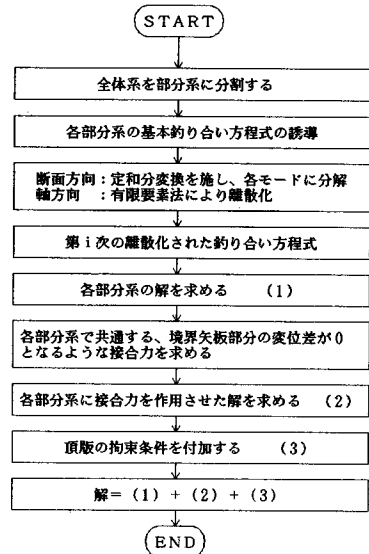 START
全体系を部分系に分割する
各部分系の基本釣り合い方程式の誘導
断面方向：定和分変換を施し、各モードに分解
軸方向　：有限要素法により離散化
第ｉ次の離散化された釣り合い方程式
各部分系の解を求める　　（１）
各部分系で共通する、境界矢板部分の変位差が０
となるような接合力を求める
各部分系に接合力を作用させた解を求める　（２）
頂版の拘束条件を付加する　　（３）
解＝（１）＋（２）＋（３）
END